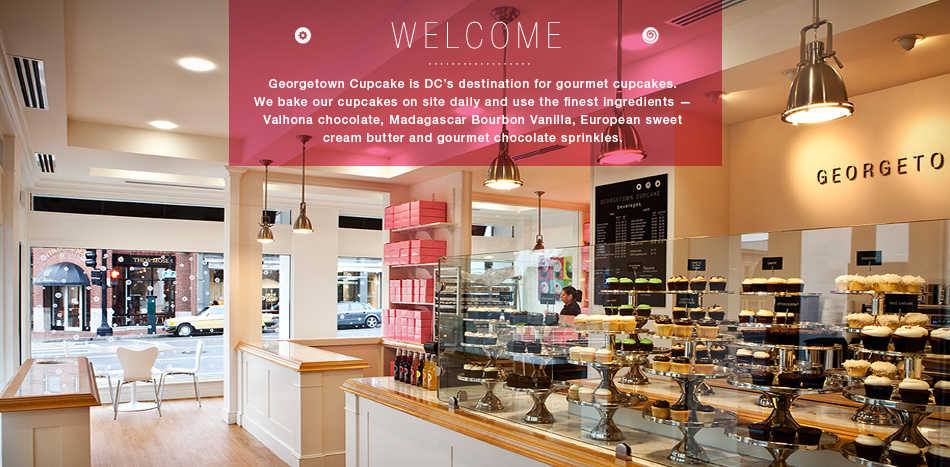 WELCOME
Georgetown Cupcake is DC's destination for gourmet cupcakes.
We bake our cupcakes on site daily and use the finest ingredients —
Valhona chocolate, Madagascar Bourbon Vanilla, European sweet
cream butter and gourmet chocolate sprinkles.
GEORGETO
GEORGETOWN CUPCAKE
beverages